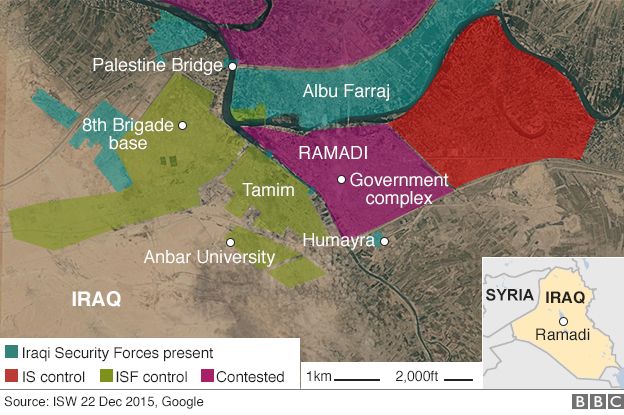 Palestine Bridge
Albu Farraj
8th Brigade
base
RAMADI
Tamim
Government
complex
Humayra
Anbar University
IRAQ
SYRIA IRAQ
Ramadi
Iraqi Security Forces present
IS control ISF control Contested
1km 2,000ft
Source: ISW 22 Dec 2015, Google
BBC